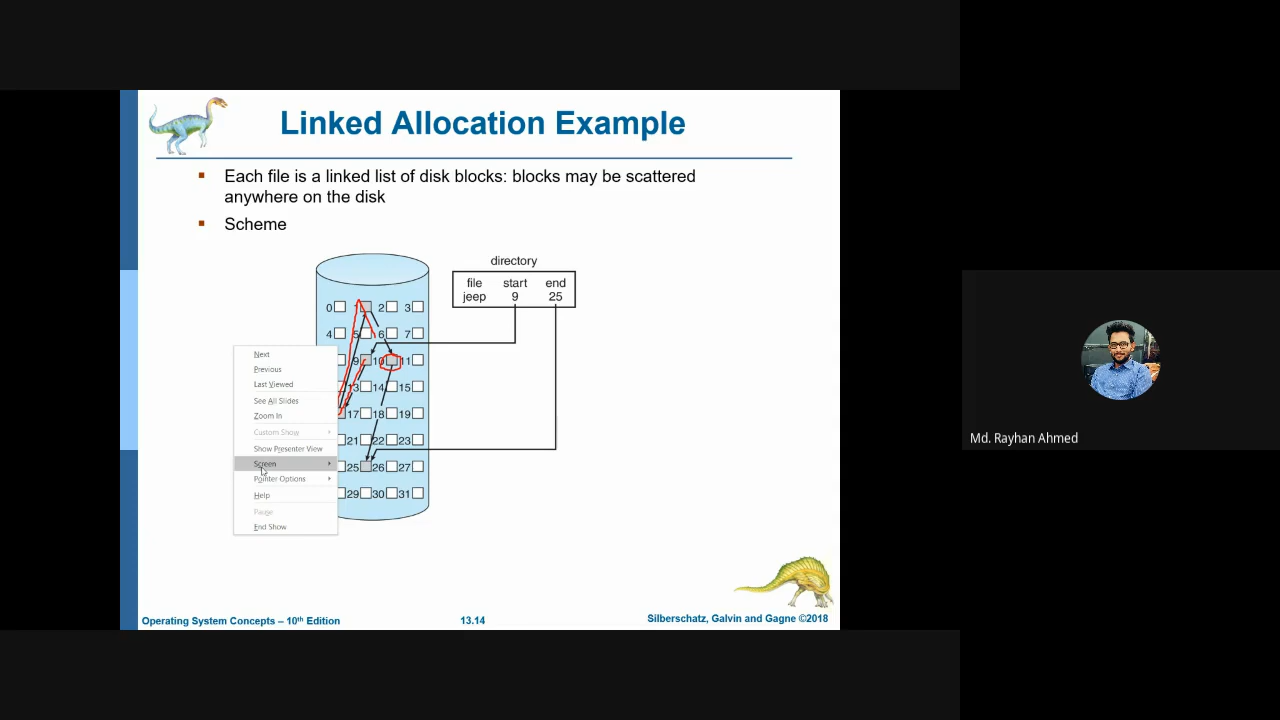 Linked Allocation Example
Each file is a linked list of disk blocks: blocks may be scattered
anywhere on the disk
Scheme
directory
file start end
jeep 9 25
0 1 2 3
4 5 6 7
9 10 11
13 14 15
17 18 19
21 22 23
25 26 27
29 30 31
Next
Previous
Last Viewed
See All Slides
Zoom In
Custom Show
Show Presenter View
Screen
Pointer Options
Help
Pause
End Show
Md. Rayhan Ahmed
Operating System Concepts – 10th Edition 13.14 Silberschatz, Galvin and Gagne ©2018